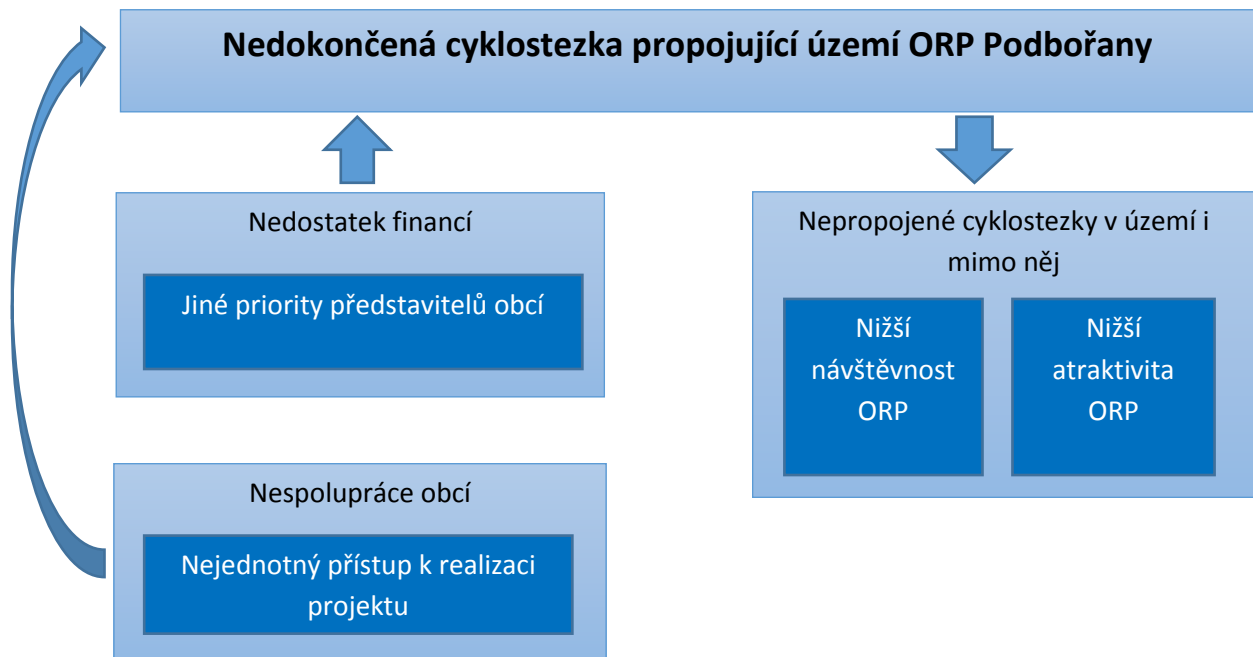 Nedokončená cyklostezka propojující území ORP Podbořany
Nedostatek financí
Jiné priority představitelů obcí
Nespolupráce obcí
Nejednotný přístup k realizaci
projektu
Nepropojené cyklostezky v území i
mimo něj
Nižší
návštěvnost
ORP
Nižší
atraktivita
ORP